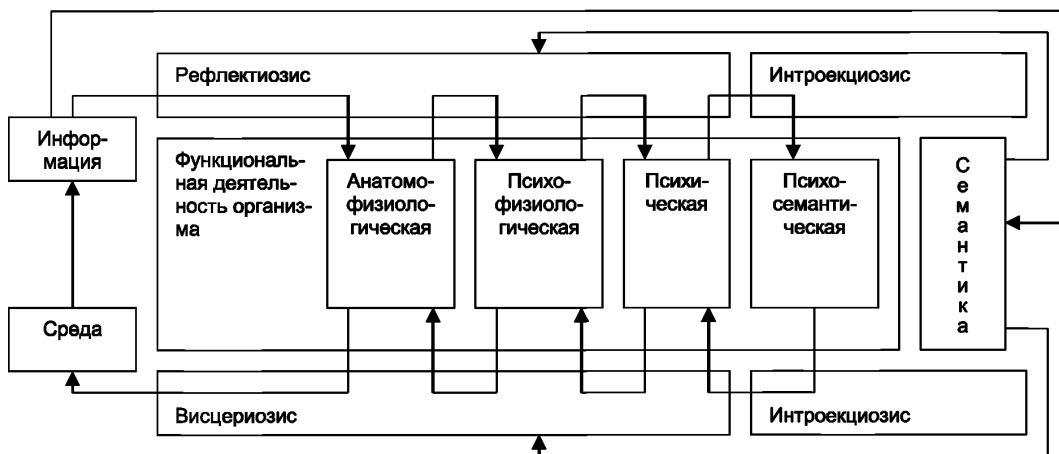 Рефлектиозис
Интроекциозис
Инфор-
мация
Функциональ-
ная деятель-
ность организ-
ма
Анатомо-
физиоло-
гическая
Психо-
физиоло-
гическая
Психи-
ческая
Психо-
семанти-
ческая
С
е
м
а
н
т
и
к
а
Среда
Висцериозис
Интроекциозис